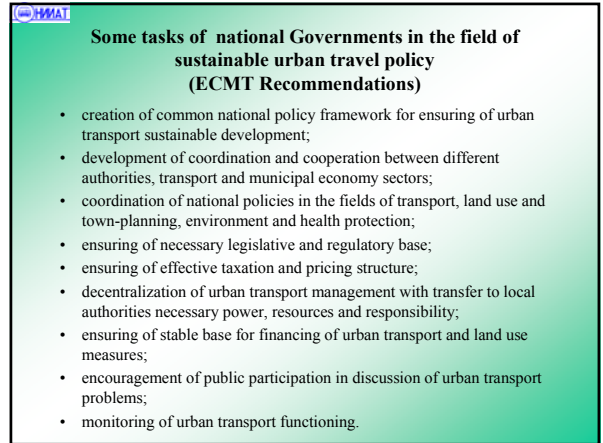 НИИАТ
Some tasks of national Governments in the field of
sustainable urban travel policy
(ECMT Recommendations)
• creation of common national policy framework for ensuring of urban
transport sustainable development;
• development of coordination and cooperation between different
authorities, transport and municipal economy sectors;
• coordination of national policies in the fields of transport, land use and
town-planning, environment and health protection;
• ensuring of necessary legislative and regulatory base;
• ensuring of effective taxation and pricing structure;
• decentralization of urban transport management with transfer to local
authorities necessary power, resources and responsibility;
• ensuring of stable base for financing of urban transport and land use
measures;
• encouragement of public participation in discussion of urban transport
problems;
• monitoring of urban transport functioning.